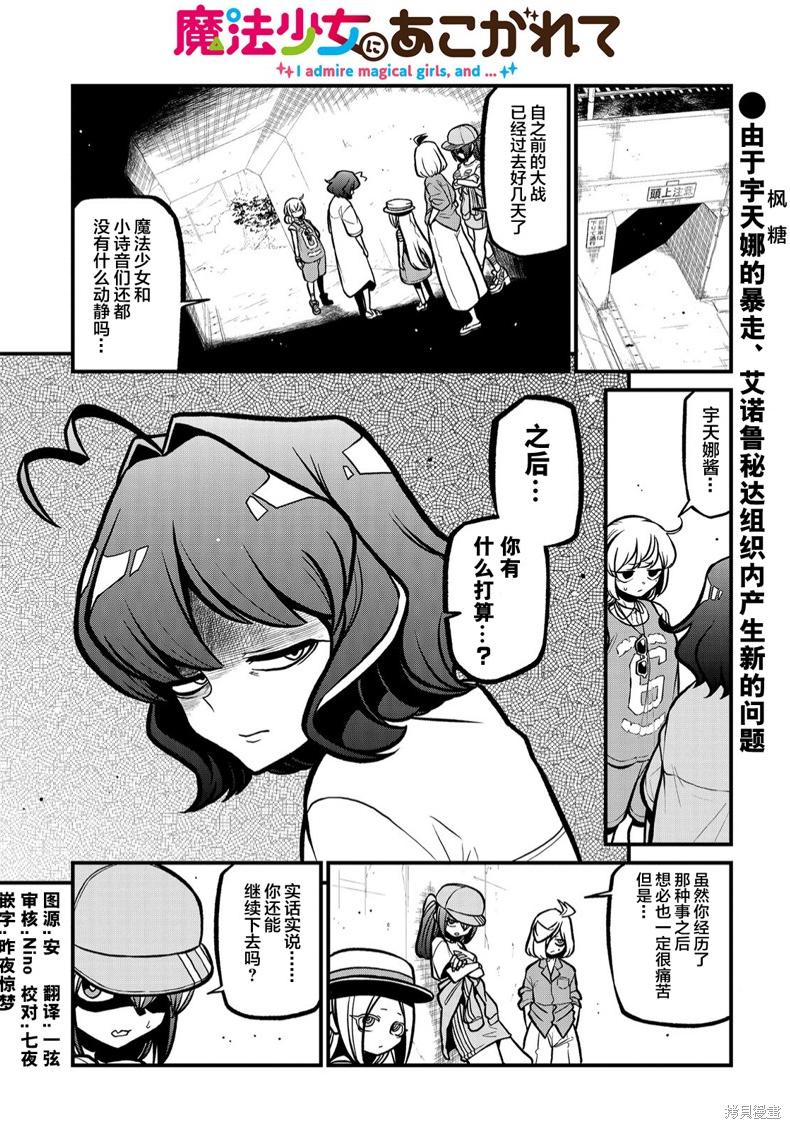 魔法少女にあこがれて
I admire magical girls, and ...
●由于宇天娜的暴走、艾诺鲁秘达组织内产生新的问题
枫糖
頭上注意
自之前的大战
已经过去好几天了
魔法少女和
小诗音们还都
没有什么动静吗…
宇天娜酱…
之后…
你有
什么打算…?
虽然你经历了
那种事之后
想必也一定很痛苦
但是…
实话实说……
你还能
继续下去吗?
图源:安 翻译:一弦
审核:Nino 校对:七夜
嵌字:昨夜惊梦
拷貝漫畫